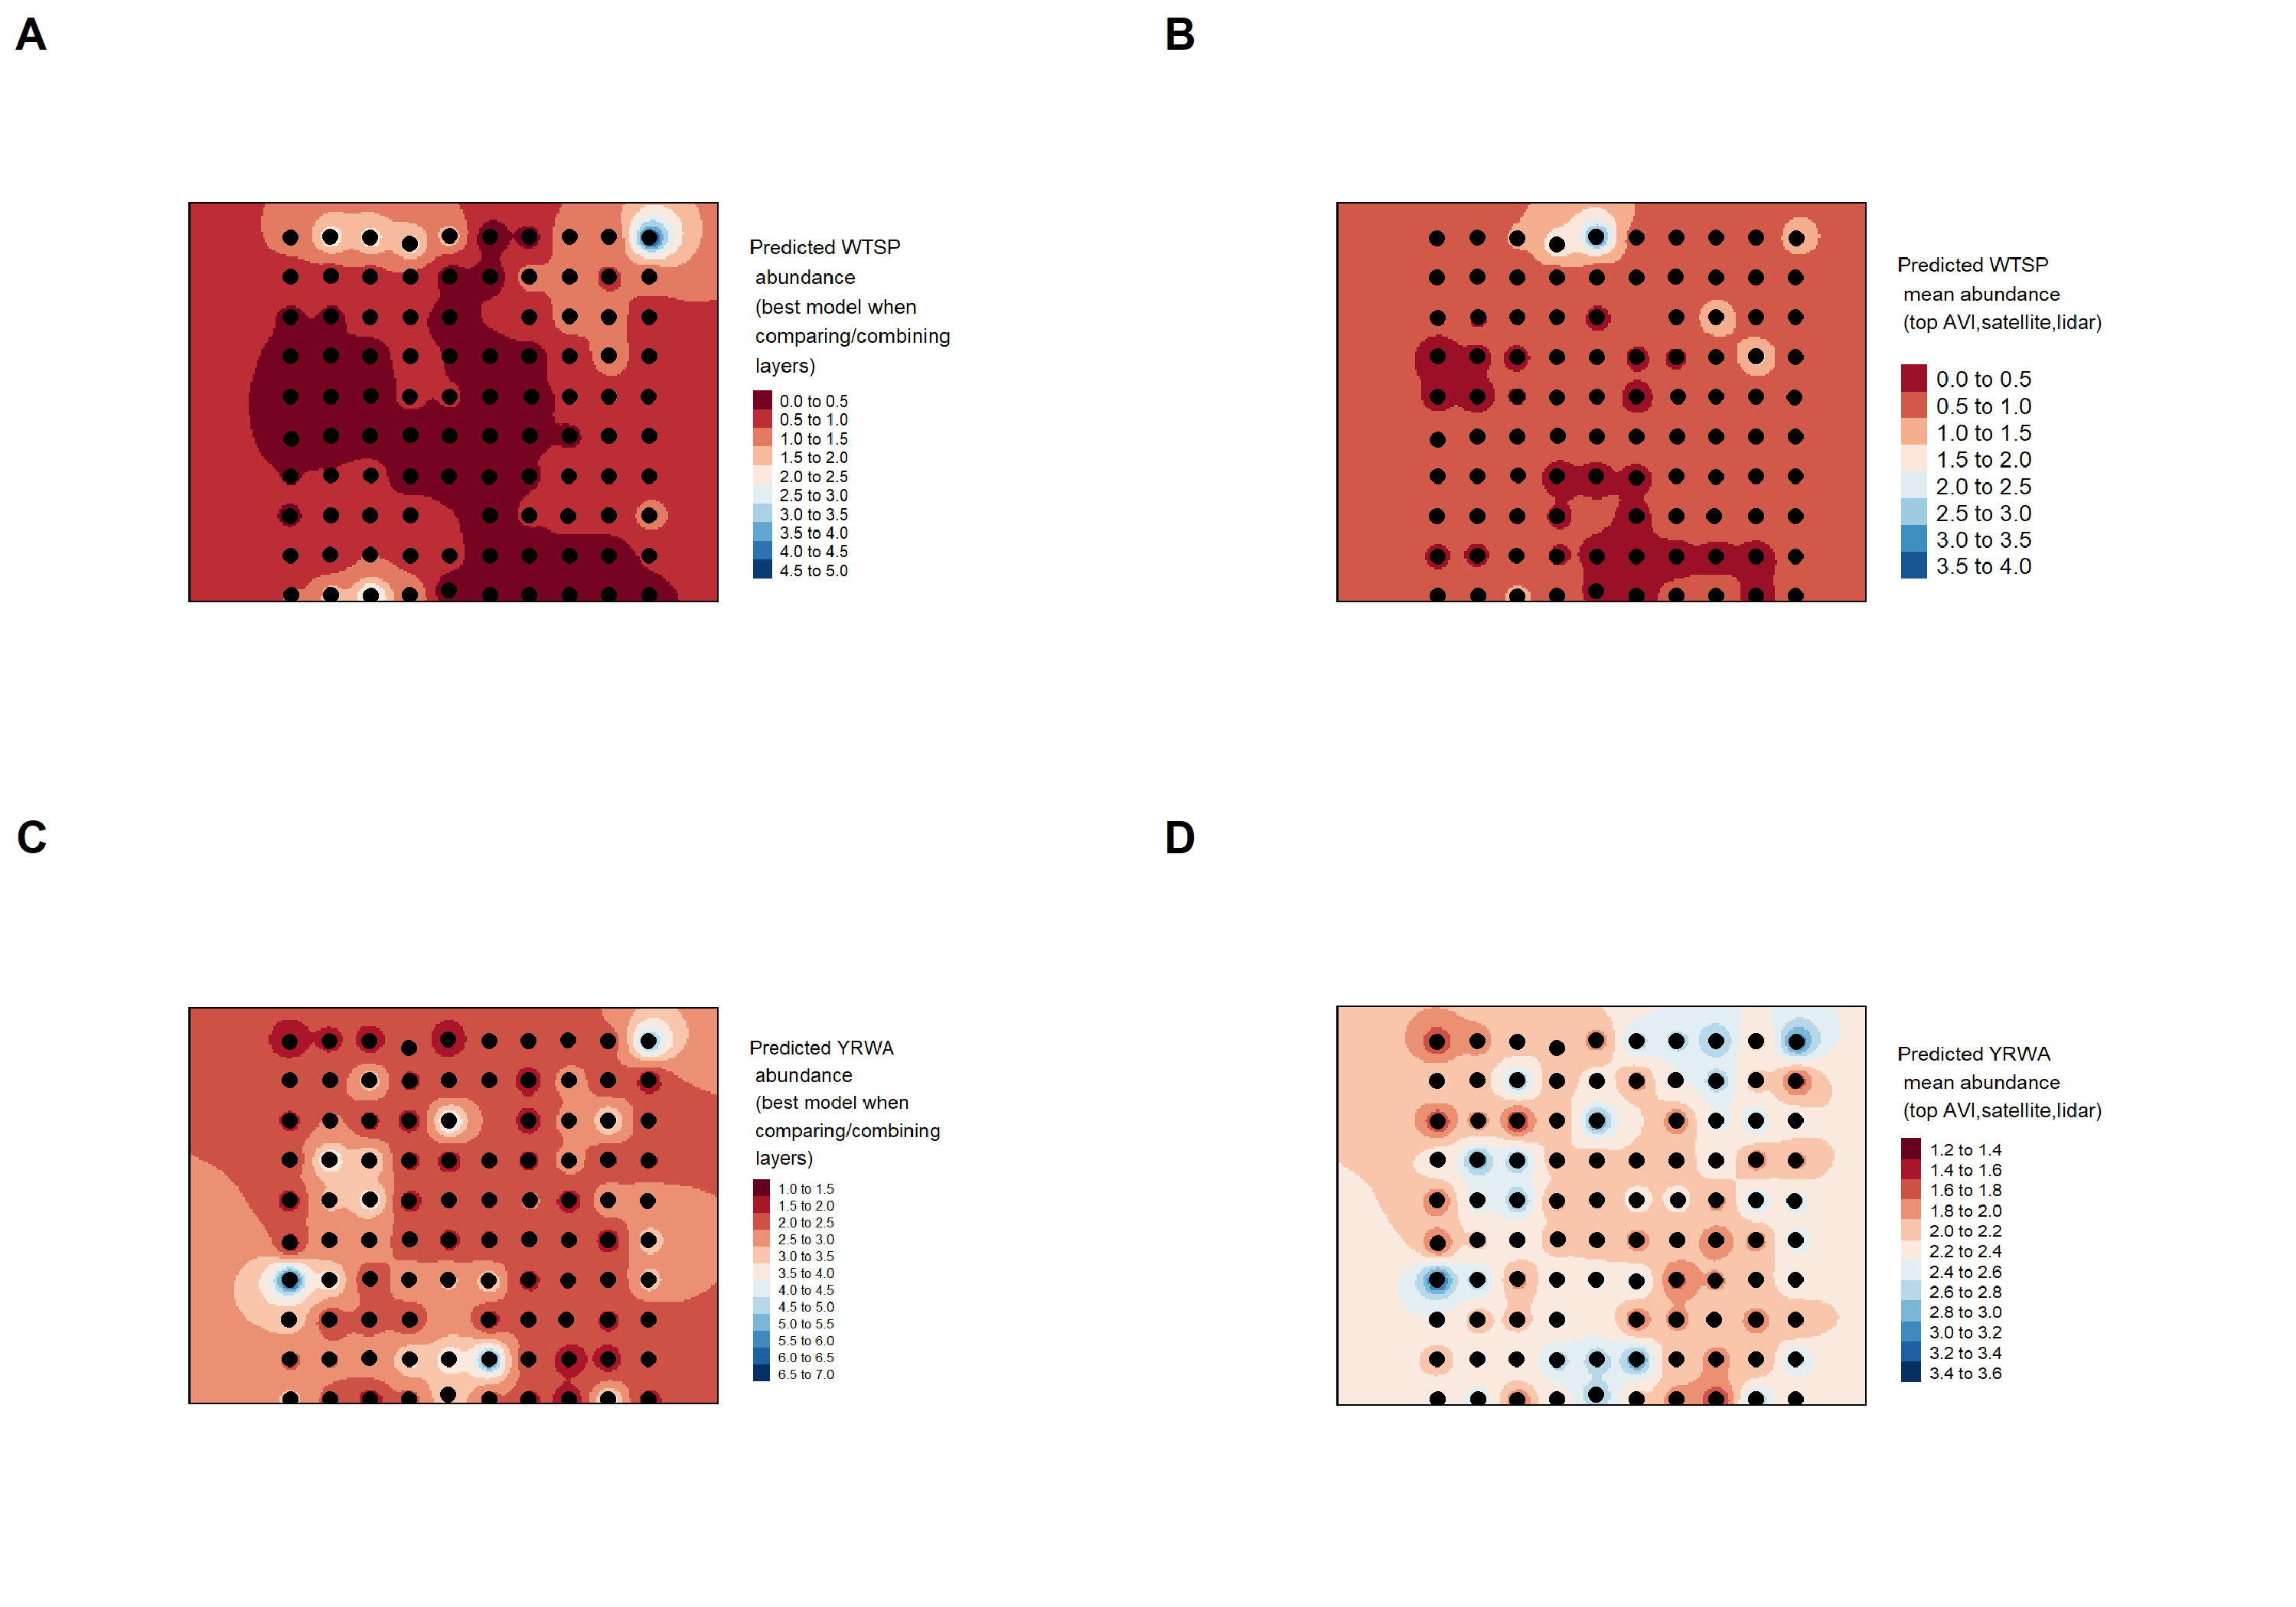 A
Predicted WTSP
abundance
(best model when
comparing/combining
layers)
0.0 to 0.5
0.5 to 1.0
1.0 to 1.5
1.5 to 2.0
2.0 to 2.5
2.5 to 3.0
3.0 to 3.5
3.5 to 4.0
4.0 to 4.5
4.5 to 5.0
B
Predicted WTSP
mean abundance
(top AVI,satellite,lidar)
0.0 to 0.5
0.5 to 1.0
1.0 to 1.5
1.5 to 2.0
2.0 to 2.5
2.5 to 3.0
3.0 to 3.5
3.5 to 4.0
C
Predicted YRWA
abundance
(best model when
comparing/combining
layers)
1.0 to 1.5
1.5 to 2.0
2.0 to 2.5
2.5 to 3.0
3.0 to 3.5
3.5 to 4.0
4.0 to 4.5
4.5 to 5.0
5.0 to 5.5
5.5 to 6.0
6.0 to 6.5
6.5 to 7.0
D
Predicted YRWA
mean abundance
(top AVI,satellite,lidar)
1.2 to 1.4
1.4 to 1.6
1.6 to 1.8
1.8 to 2.0
2.0 to 2.2
2.2 to 2.4
2.4 to 2.6
2.6 to 2.8
2.8 to 3.0
3.0 to 3.2
3.2 to 3.4
3.4 to 3.6